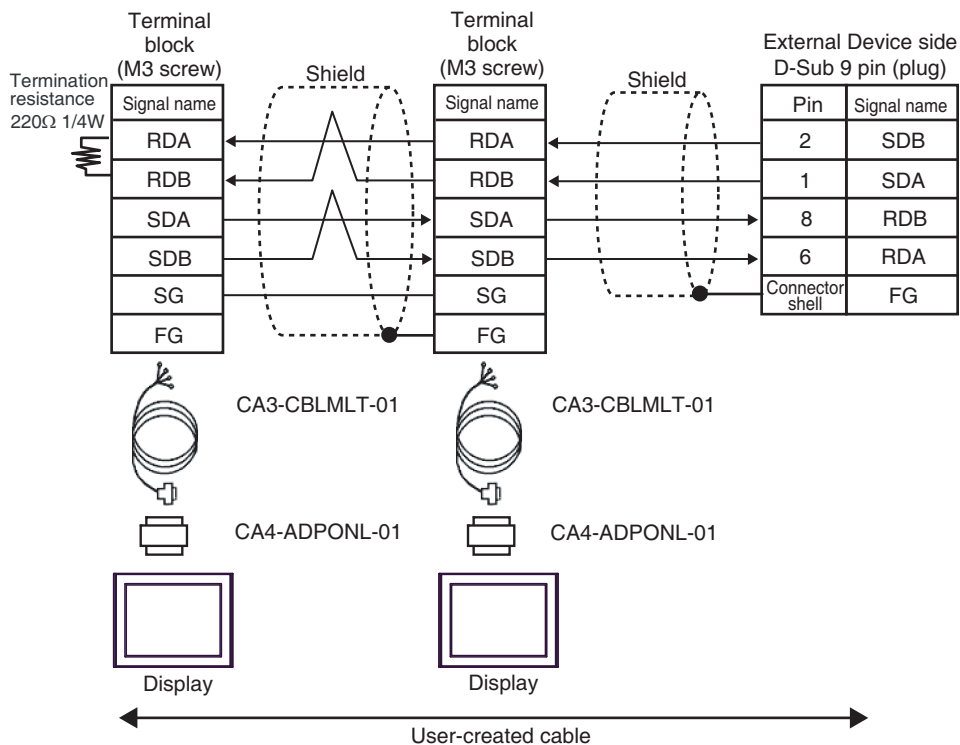 Terminal
block
(M3 screw)
Terminal
block
(M3 screw)
External Device side
D-Sub 9 pin (plug)
Termination
resistance
220Ω 1/4W
Shield
Shield
Signal name
Signal name
Pin Signal name
RDA
RDA
2 SDB
RDB
RDB
1 SDA
SDA
SDA
8 RDB
SDB
SDB
6 RDA
SG
SG
Connector
shell
FG
FG
FG
CA3-CBLMLT-01
CA3-CBLMLT-01
CA4-ADPONL-01
CA4-ADPONL-01
Display
Display
User-created cable